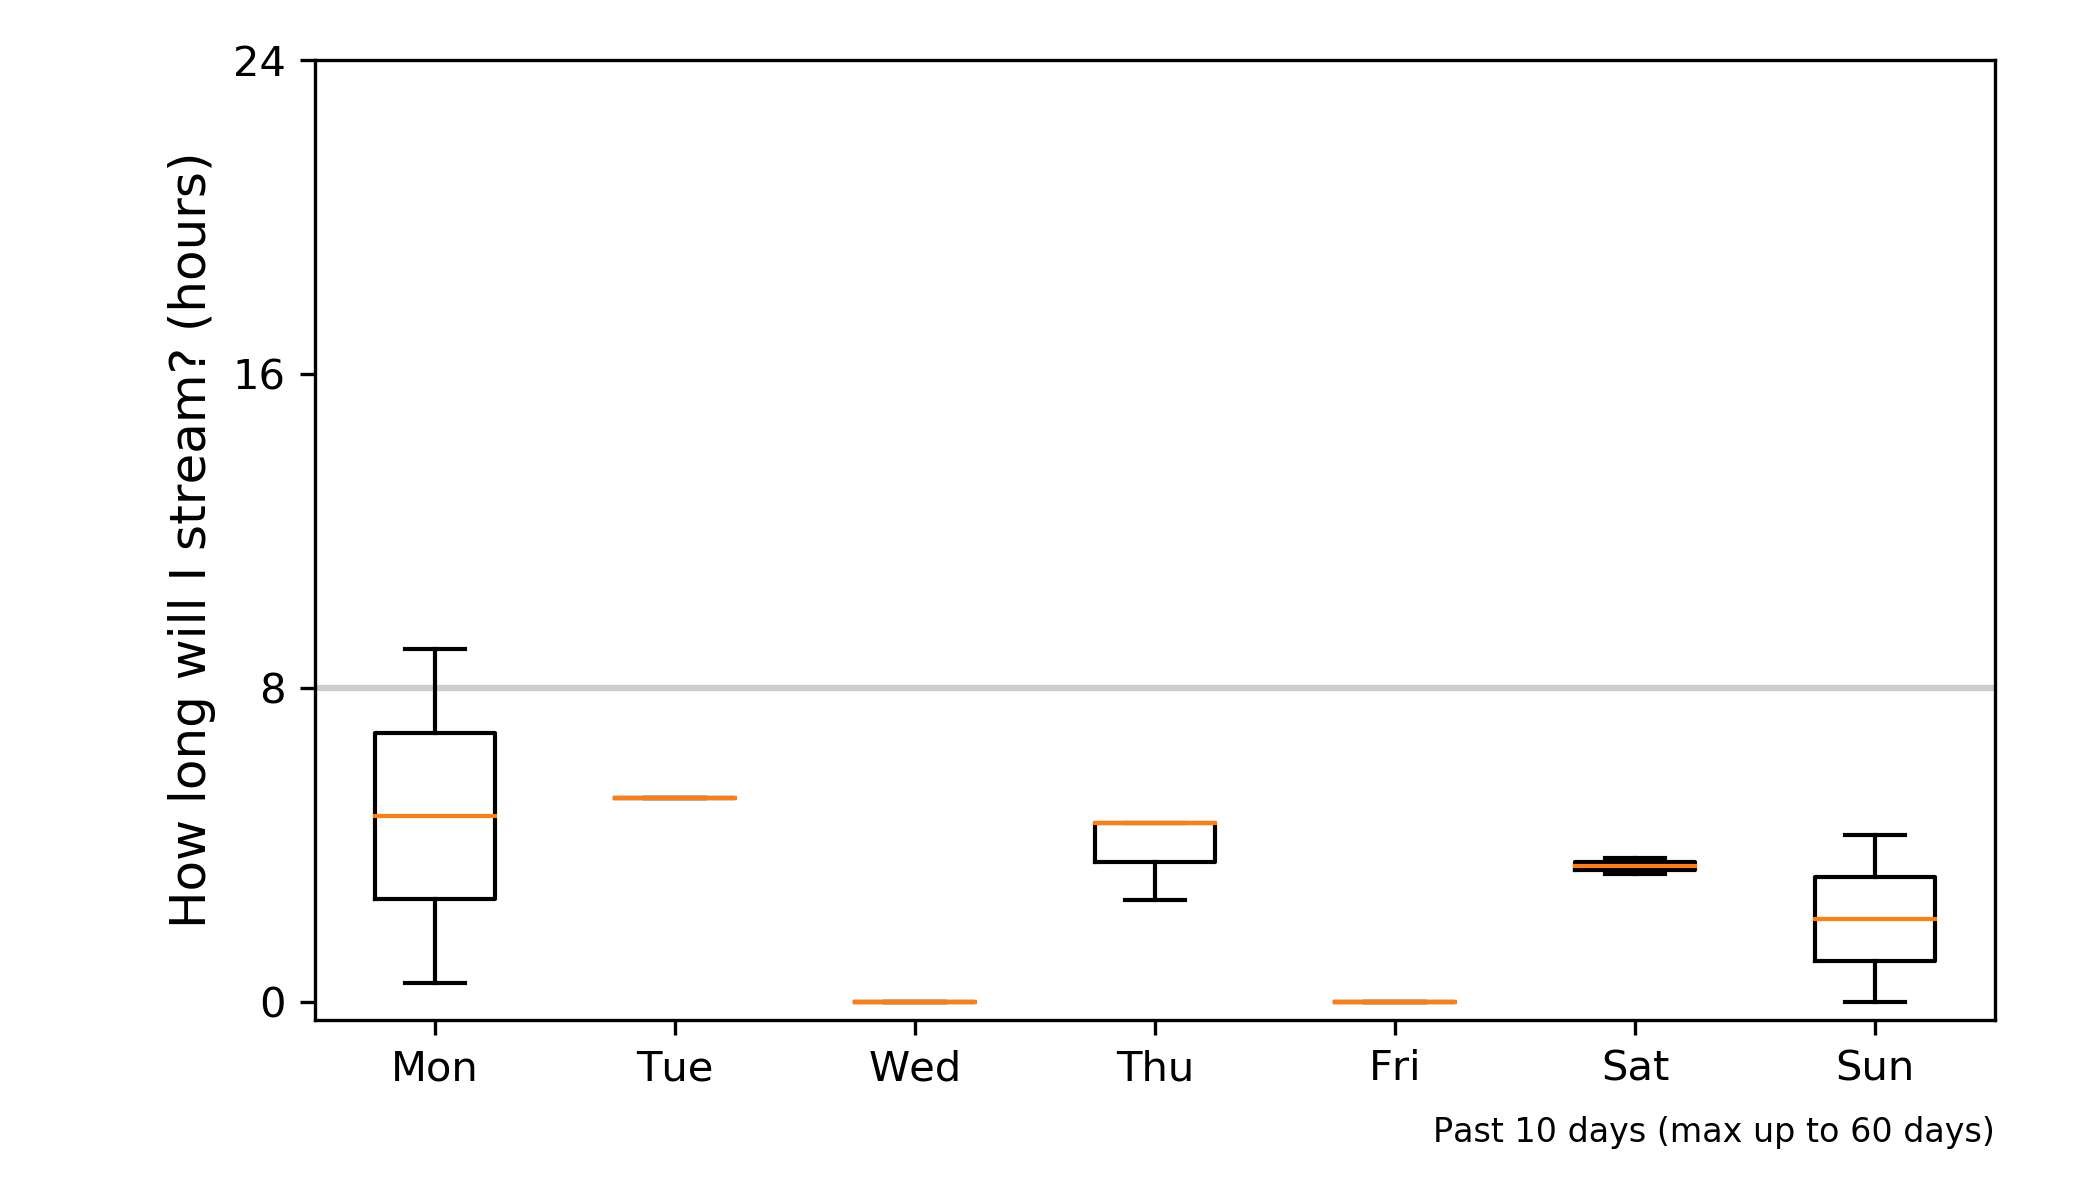 How long will I stream? (hours)
24
16
8
0
Mon Tue Wed Thu Fri Sat Sun
Past 10 days (max up to 60 days)